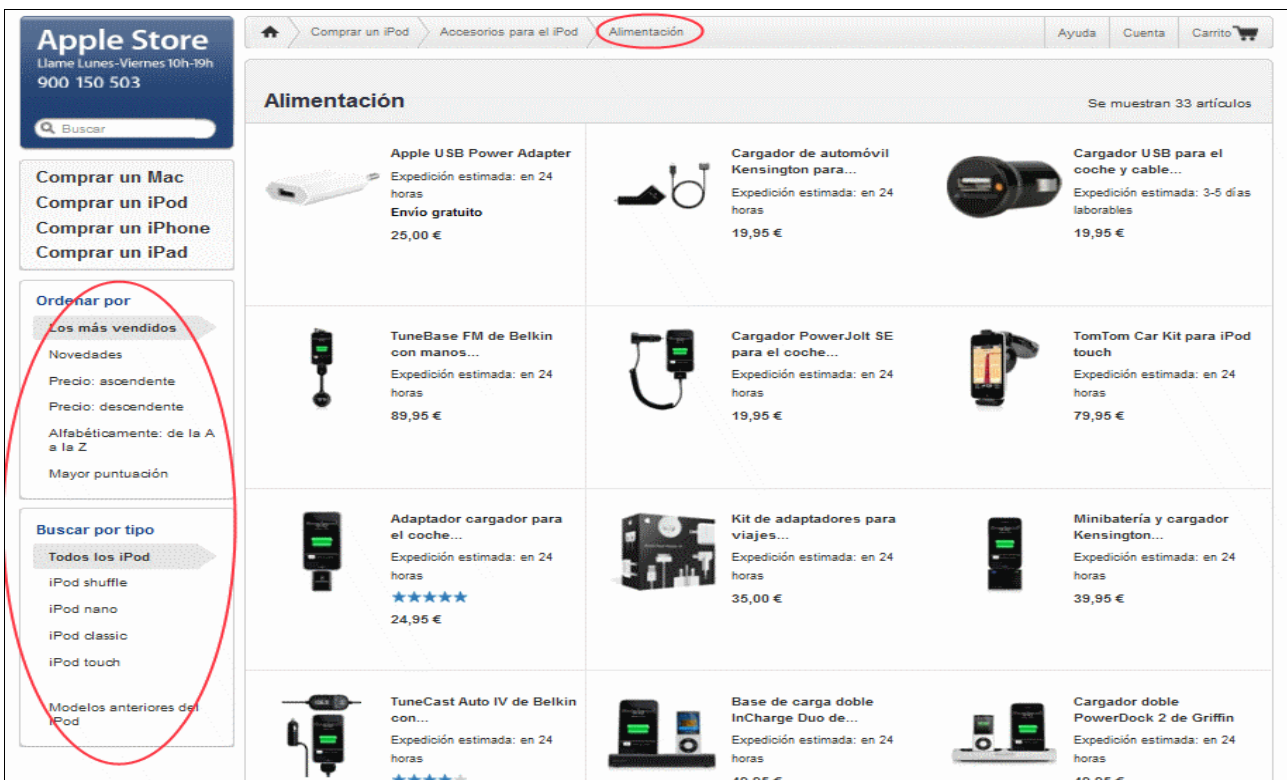 Apple Store
Llame Lunes-Viernes 10h-19h
900 150 503
Buscar
Comprar un iPod
Accesorios para el iPod
Alimentación
Ayuda
Cuenta
Carrito
Comprar un Mac
Comprar un iPod
Comprar un iPhone
Comprar un iPad
Ordenar por
Los más vendidos
Novedades
Precio: ascendente
Precio: descendente
Alfabéticamente: de la A
a la Z
Mayor puntuación
Buscar por tipo
Todos los iPod
iPod shuffle
iPod nano
iPod classic
iPod touch
Modelos anteriores del
iPod
Alimentación
Se muestran 33 artículos
Apple USB Power Adapter
Expedición estimada: en 24
horas
Envío gratuito
25,00 €
Cargador de automóvil
Kensington para...
Expedición estimada: en 24
horas
19,95 €
Cargador USB para el
coche y cable...
Expedición estimada: 3-5 días
laborables
19,95 €
TuneBase FM de Belkin
con manos...
Expedición estimada: en 24
horas
89,95 €
Cargador PowerJolt SE
para el coche...
Expedición estimada: en 24
horas
19,95 €
TomTom Car Kit para iPod
touch
Expedición estimada: en 24
horas
79,95 €
Adaptador cargador para
el coche...
Expedición estimada: en 24
horas
24,95 €
Kit de adaptadores para
viajes...
Expedición estimada: en 24
horas
35,00 €
Minibatería y cargador
Kensington...
Expedición estimada: en 24
horas
39,95 €
TuneCast Auto IV de Belkin
con...
Expedición estimada: en 24
horas
Base de carga doble
InCharge Duo de...
Expedición estimada: en 24
horas
Cargador doble
PowerDock 2 de Griffin
Expedición estimada: en 24
horas